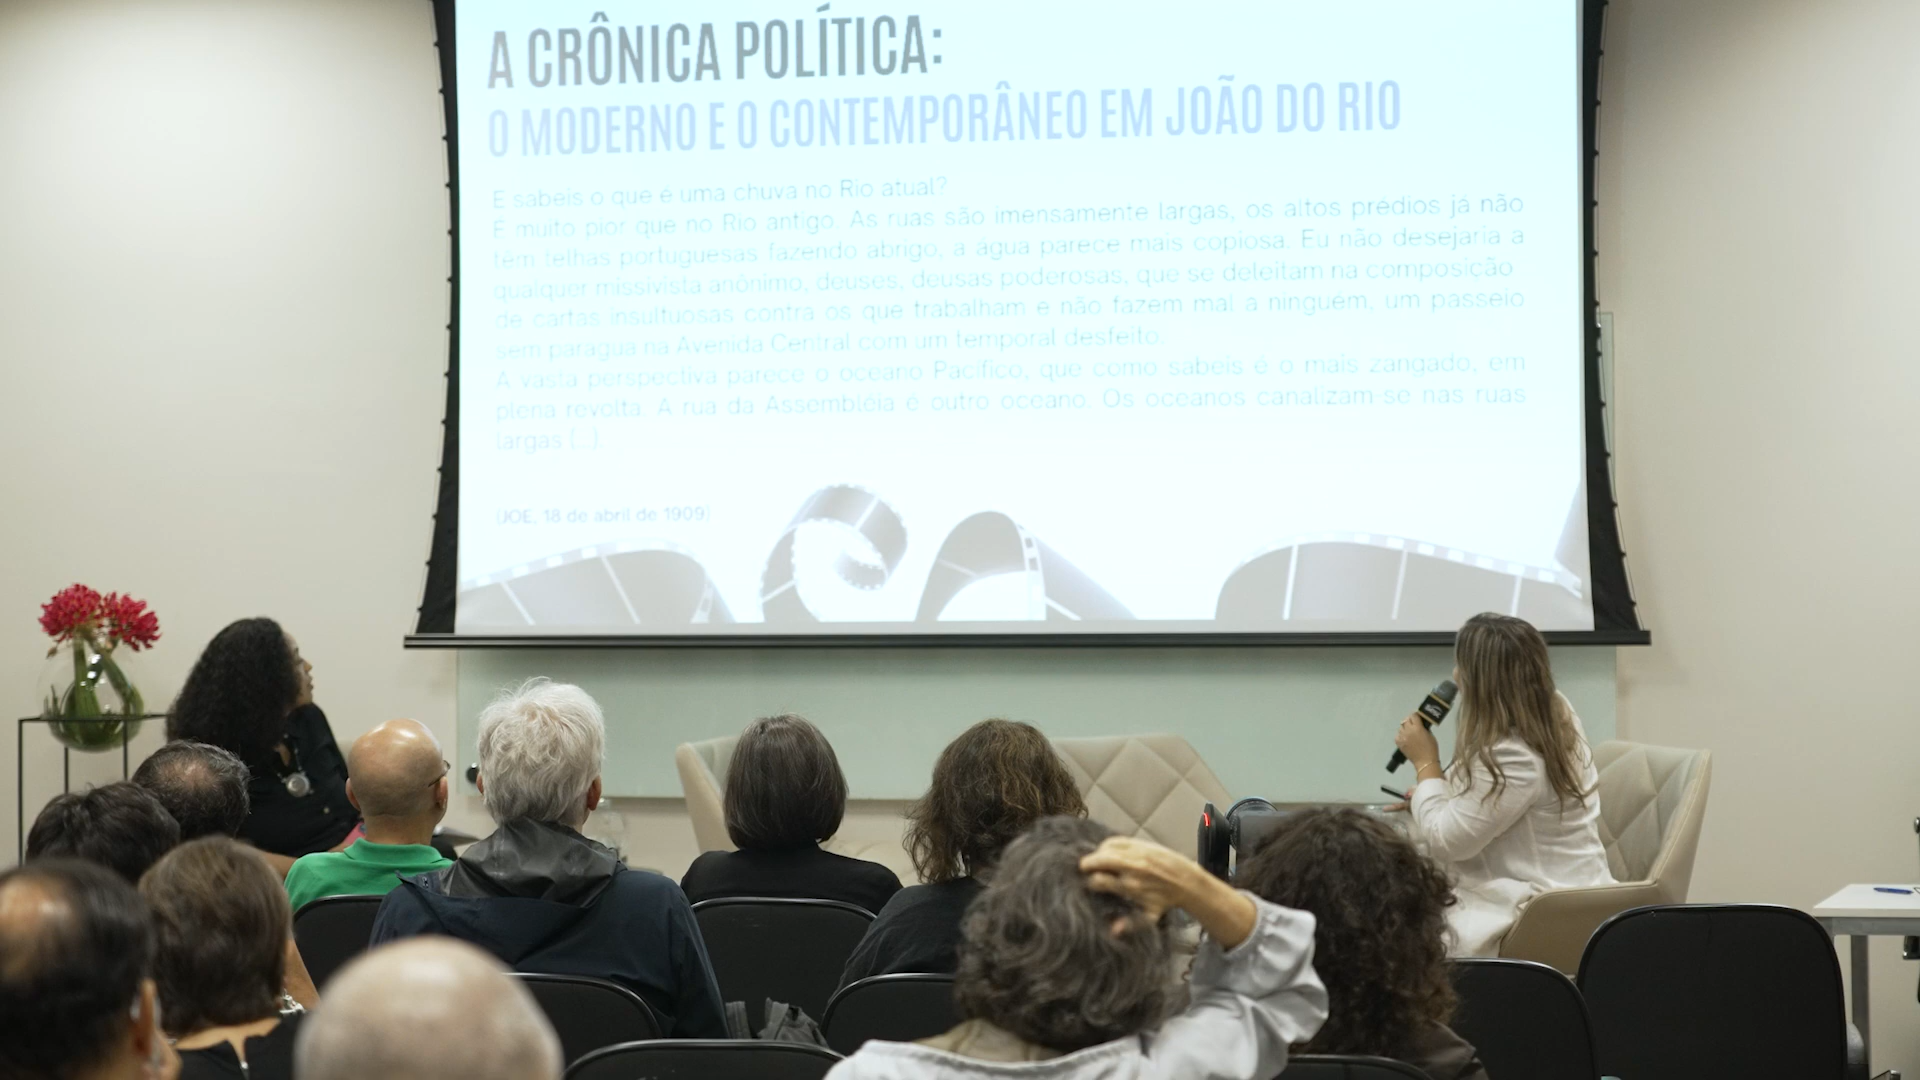 A CRÔNICA POLÍTICA:
O MODERNO E O CONTEMPORÂNEO EM JOÃO DO RIO
E sabeis o que é uma chuva no Rio atual?
É muito pior que no Rio antigo. As ruas são imensamente largas, os altos prédios já não
têm telhas portuguesas fazendo abrigo, a água parece mais copiosa. Eu não desejaria a
qualquer missivista anônimo, deuses, deusas poderosas, que se deleitam na composição
de cartas insultuosas contra os que trabalham e não fazem mal a ninguém, um passeio
sem paragua na Avenida Central com um temporal desfeito.
A vasta perspectiva parece o oceano Pacífico, que como sabeis é o mais zangado, em
plena revolta. A rua da Assembléia é outro oceano. Os oceanos canalizam-se nas ruas
largas (...).
(JOE, 18 de abril de 1909)